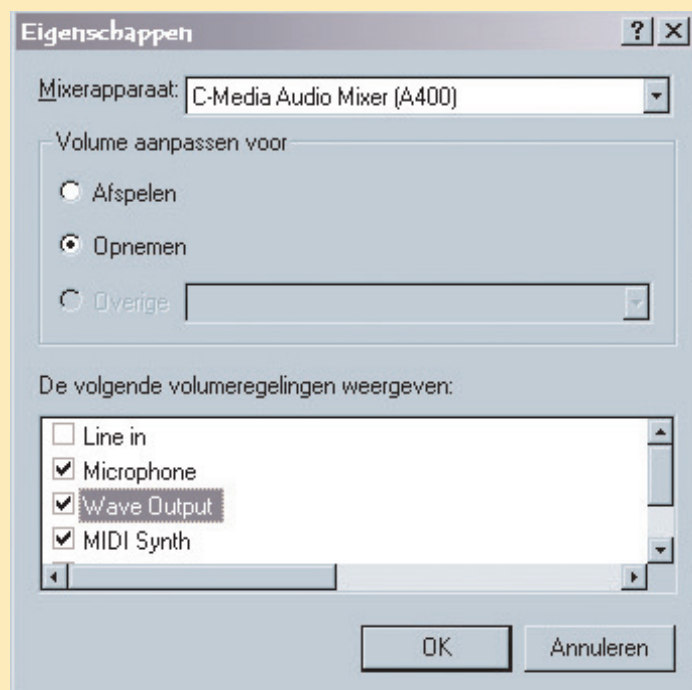 Eigenschappen
Mixerapparaat: C-Media Audio Mixer (A400)
Volume aanpassen voor
Afspelen
Opnemen
Overige
De volgende volumeregelingen weergeven:
Line in
Microphone
Wave Output
MIDI Synth
OK Annuleren